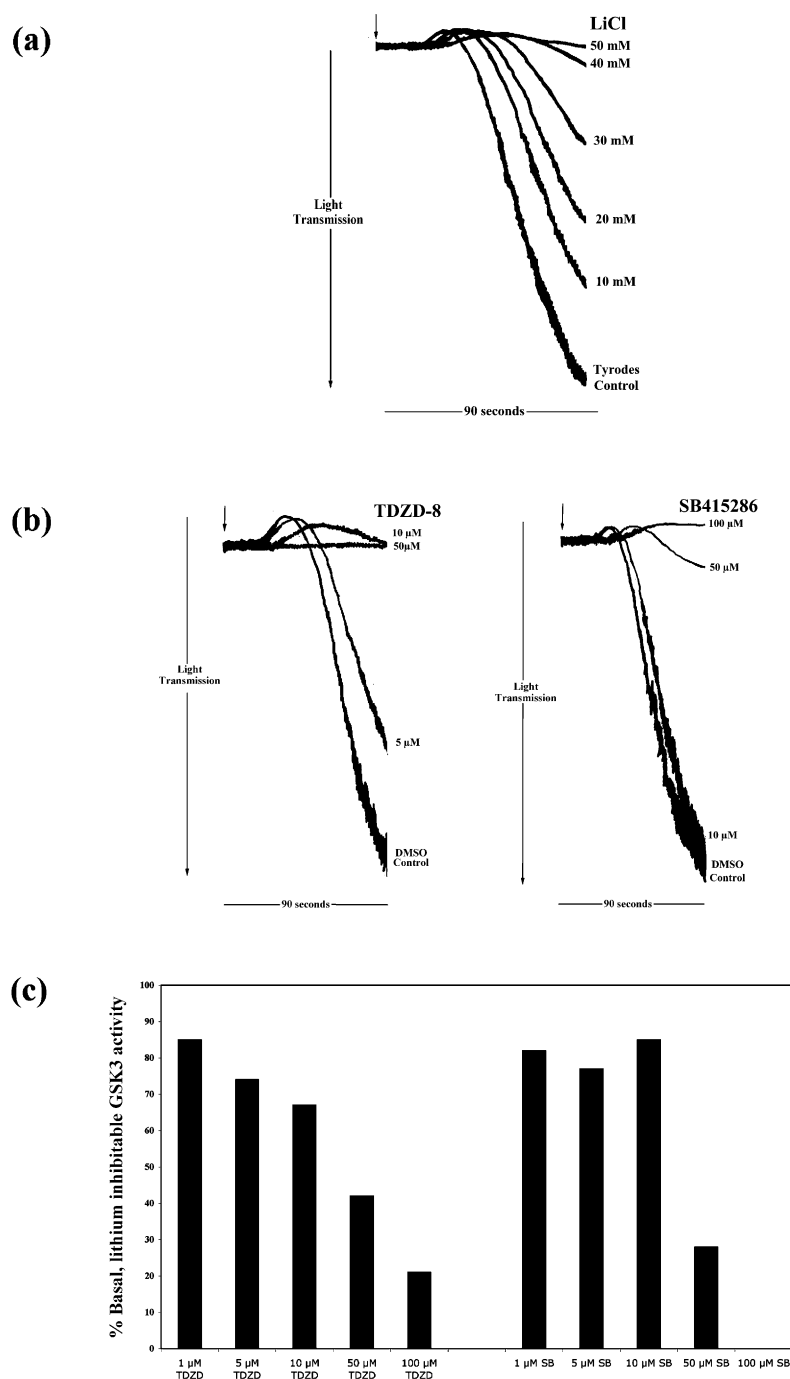 (a)
LiCl
50 mM
40 mM
30 mM
Light
Transmission
20 mM
10 mM
Tyrodes
Control
90 seconds
(b)
TDZD-8
10 µM
50µM
Light
Transmission
5 µM
DMSO
Control
90 seconds
SB415286
100 µM
50 µM
Light
Transmission
10 µM
DMSO
Control
90 seconds
(c)
% Basal, lithium inhibitable GSK3 activity
100
90
80
70
60
50
40
30
20
10
0
1 µM TDZD
5 µM TDZD
10 µM TDZD
50 µM TDZD
100 µM TDZD
1 µM SB
5 µM SB
10 µM SB
50 µM SB
100 µM SB